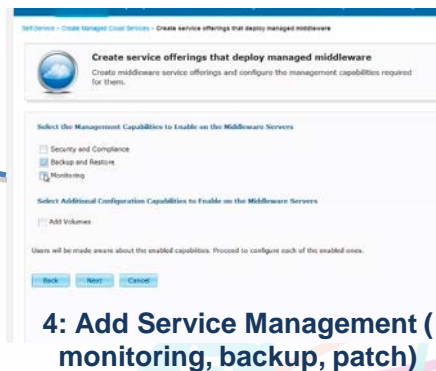 Self-Service > Create Managed Cloud Services > Create service offerings that deploy managed middleware
Create service offerings that deploy managed middleware
Create middleware service offerings and configure the management capabilities required
for them.
Select the Management Capabilities to Enable on the Middleware Servers
Security and Compliance
Backup and Restore
Monitoring
Select Additional Configuration Capabilities to Enable on the Middleware Servers
Add Volumes
Users will be made aware about the enabled capabilities. Proceed to configure each of the enabled ones.
Back Next Cancel
4: Add Service Management (
monitoring, backup, patch)